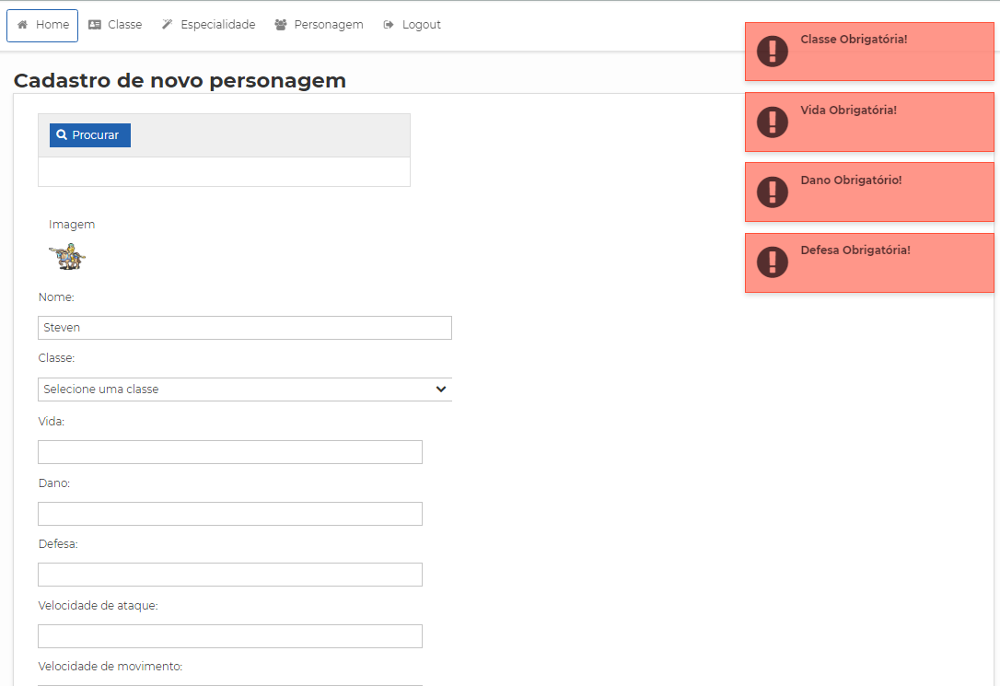 Home Classe Especialidade Personagem Logout
Classe Obrigatória!
Vida Obrigatória!
Dano Obrigatório!
Defesa Obrigatória!
Cadastro de novo personagem
Procurar
Imagem
Nome:
Steven
Classe:
Selecione uma classe
Vida:
Dano:
Defesa:
Velocidade de ataque:
Velocidade de movimento: